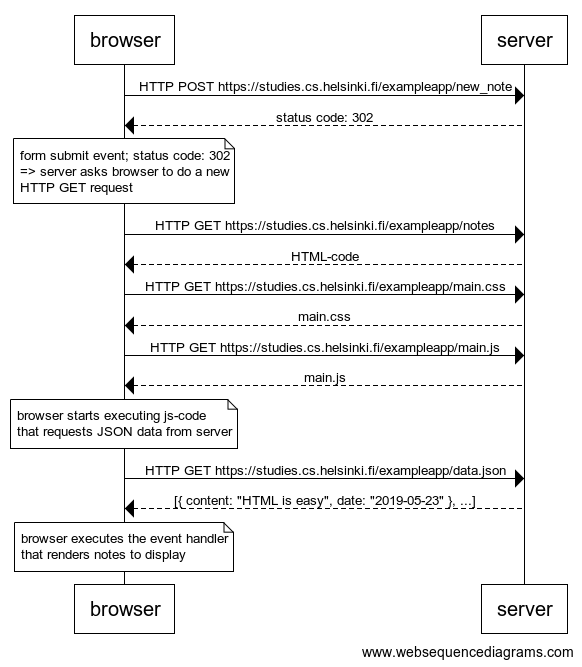 browser
server
HTTP POST https://studies.cs.helsinki.fi/exampleapp/new_note
status code: 302
form submit event; status code: 302
=> server asks browser to do a new
HTTP GET request
HTTP GET https://studies.cs.helsinki.fi/exampleapp/notes
HTML-code
HTTP GET https://studies.cs.helsinki.fi/exampleapp/main.css
main.css
HTTP GET https://studies.cs.helsinki.fi/exampleapp/main.js
main.js
browser starts executing js-code
that requests JSON data from server
HTTP GET https://studies.cs.helsinki.fi/exampleapp/data.json
[{ content: "HTML is easy", date: "2019-05-23" }, ...]
browser executes the event handler
that renders notes to display
browser
server
www.websequencediagrams.com